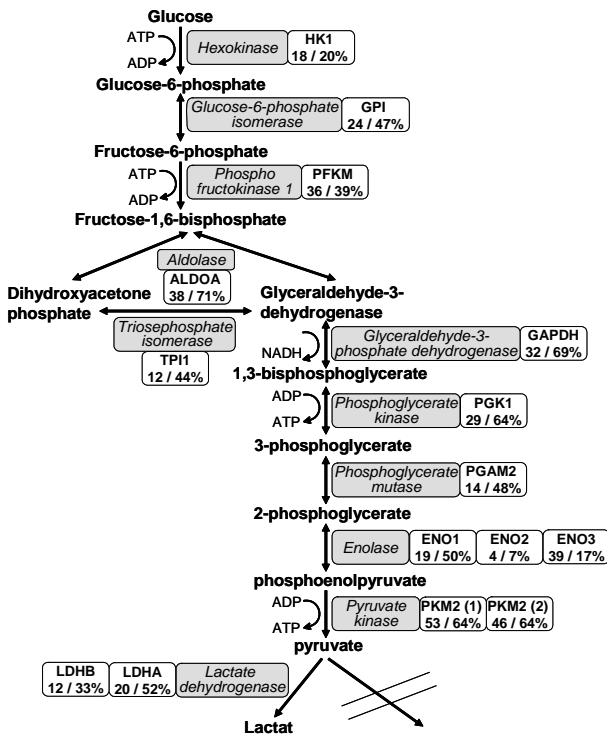 Glucose
ATP
ADP
Hexokinase
HK1
18 / 20%
Glucose-6-phosphate
Glucose-6-phosphate
isomerase
GPI
24 / 47%
Fructose-6-phosphate
ATP
ADP
Phospho
fructokinase 1
PFKM
36 / 39%
Fructose-1,6-bisphosphate
Aldolase
ALDOA
38 / 71%
Dihydroxyacetone
phosphate
Glyceraldehyde-3-
dehydrogenase
Triosephosphate
isomerase
TPI1
12 / 44%
NADH
Glyceraldehyde-3-
phosphate dehydrogenase
GAPDH
32 / 69%
1,3-bisphosphoglycerate
ADP
ATP
Phosphoglycerate
kinase
PGK1
29 / 64%
3-phosphoglycerate
Phosphoglycerate
mutase
PGAM2
14 / 48%
2-phosphoglycerate
Enolase
ENO1
19 / 50%
ENO2
4 / 7%
ENO3
39 / 17%
phosphoenolpyruvate
ADP
ATP
Pyruvate
kinase
PKM2 (1)
53 / 64%
PKM2 (2)
46 / 64%
pyruvate
LDHB
12 / 33%
LDHA
20 / 52%
Lactate
dehydrogenase
Lactat